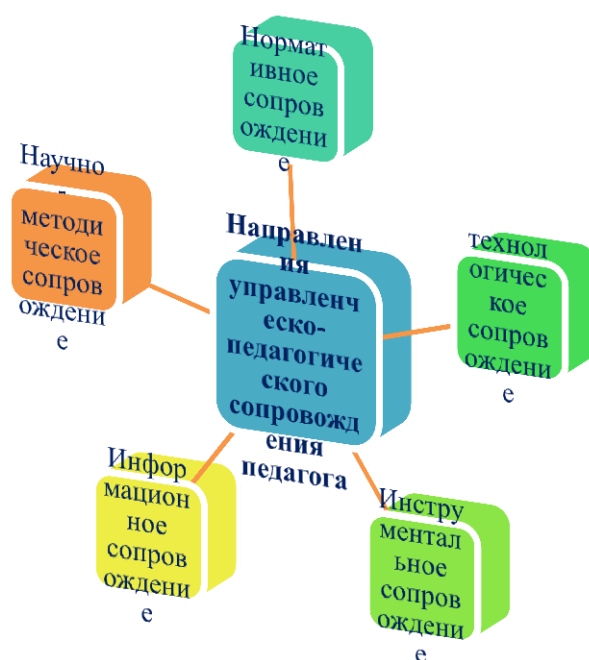 Нормат
ивное
сопров
ождени
е
Научно
-
методи
ческое
сопров
ождени
е
Направлен
ия
управленч
еско-
педагогиче
ского
сопровожд
ения
педагога
технол
огичес
кое
сопров
ождени
е
Инфор
мацион
ное
сопров
ождени
е
Инстру
ментал
ьное
сопров
ождени
е